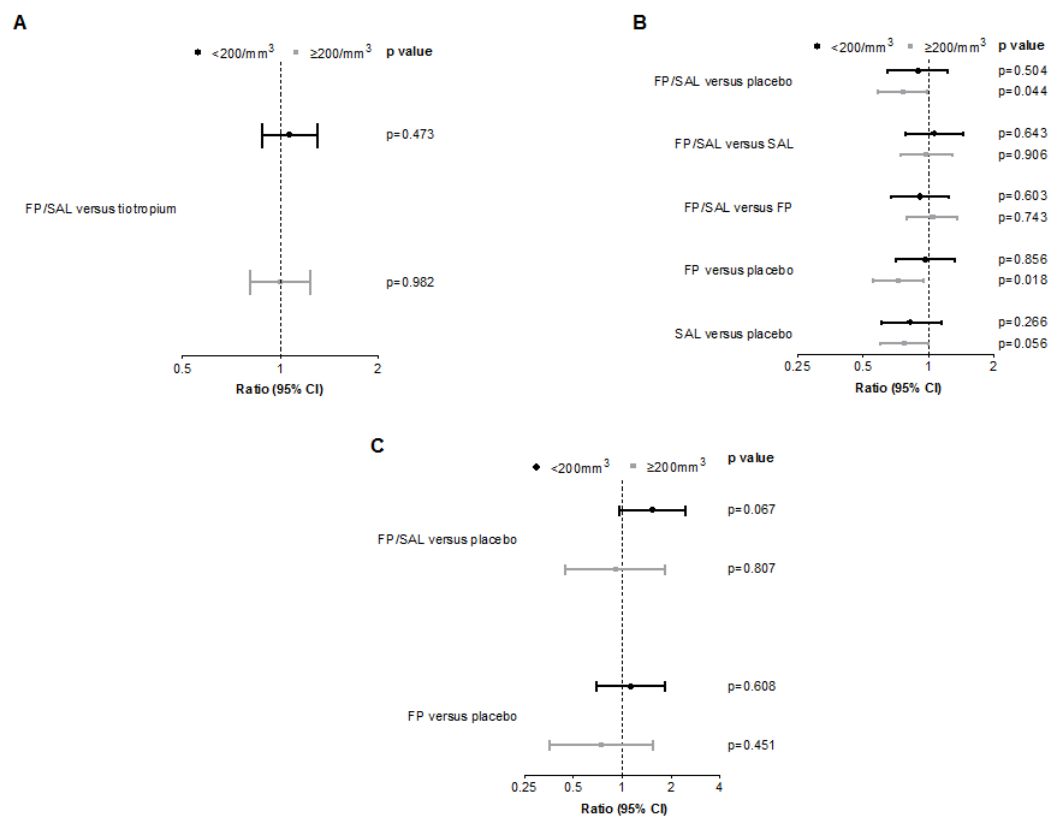 A
<200/mm3 ≥200/mm3 p value
p=0.473
FP/SAL versus tiotropium
p=0.982
0.5 1 2
Ratio (95% CI)
B
<200/mm3 ≥200/mm3 p value
FP/SAL versus placebo p=0.504
p=0.044
FP/SAL versus SAL p=0.643
p=0.906
FP/SAL versus FP p=0.603
p=0.743
FP versus placebo p=0.856
p=0.018
SAL versus placebo p=0.266
p=0.056
0.25 0.5 1 2
Ratio (95% CI)
C
<200mm3 ≥200mm3 p value
p=0.067
FP/SAL versus placebo
p=0.807
p=0.608
FP versus placebo
p=0.451
0.25 0.5 1 2 4
Ratio (95% CI)